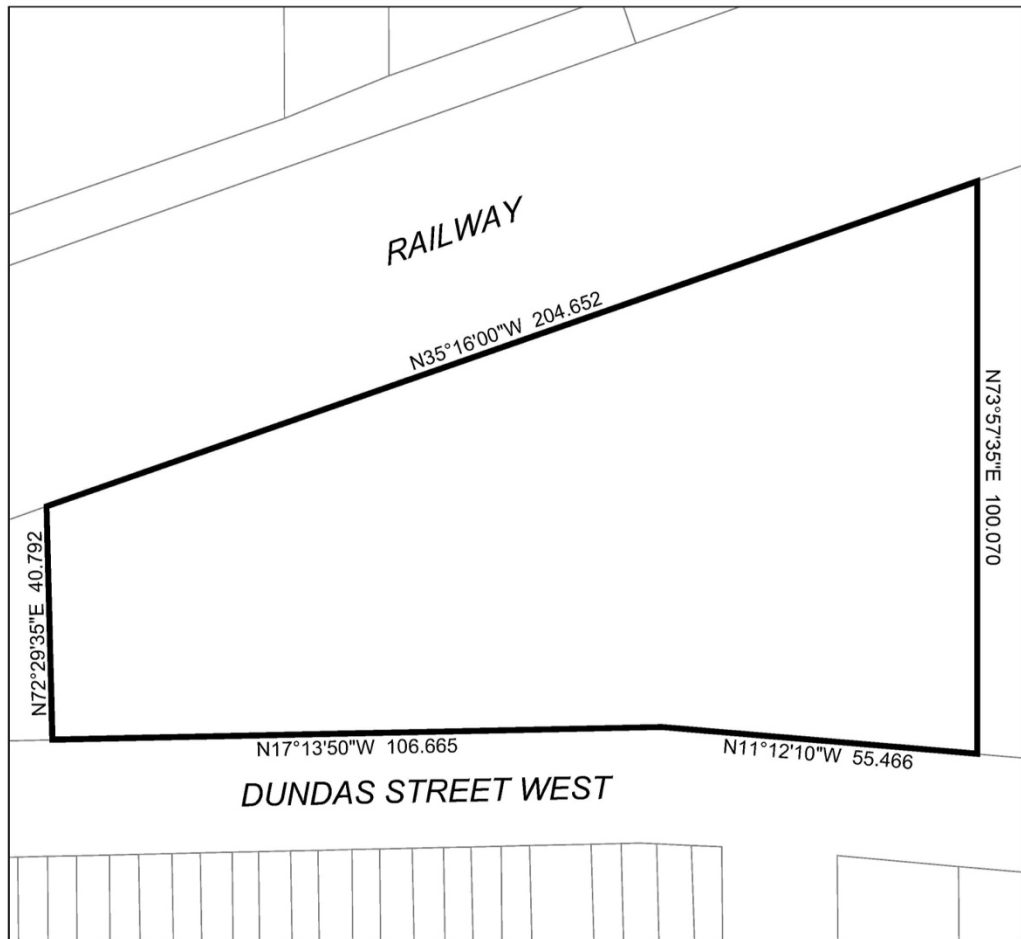 RAILWAY
N35°16'00"W 204.652
N73°57'35"E 100.070
N72°29'35"E 40.792
N17°13'50"W 106.665
N11°12'10"W 55.466
DUNDAS STREET WEST